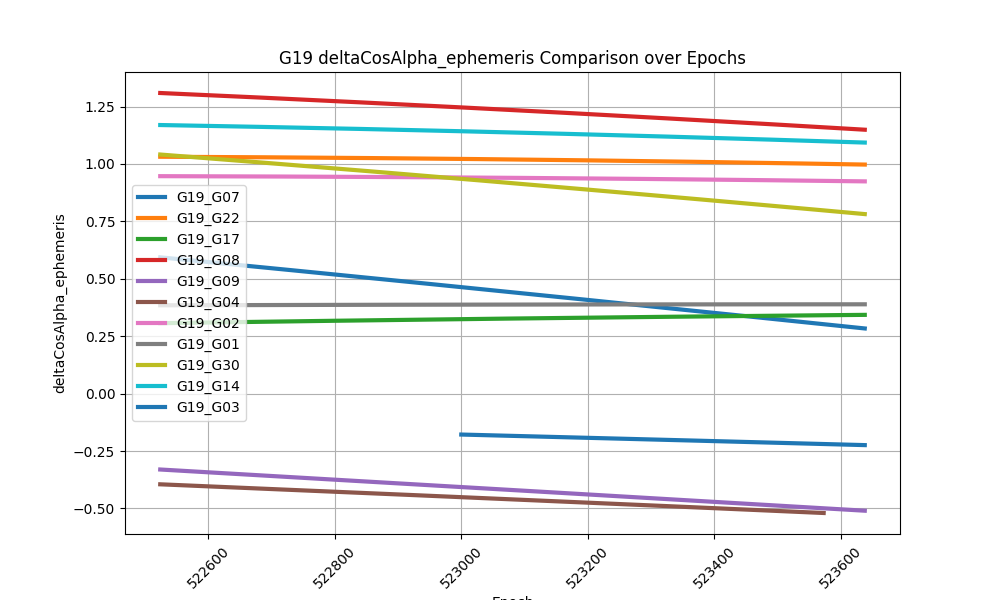 G19 deltaCosAlpha_ephemeris Comparison over Epochs
deltaCosAlpha_ephemeris
1.25
1.00
0.75
0.50
0.25
0.00
−0.25
−0.50
G19_G07
G19_G22
G19_G17
G19_G08
G19_G09
G19_G04
G19_G02
G19_G01
G19_G30
G19_G14
G19_G03
522600
522800
523000
523200
523400
523600
Epoch